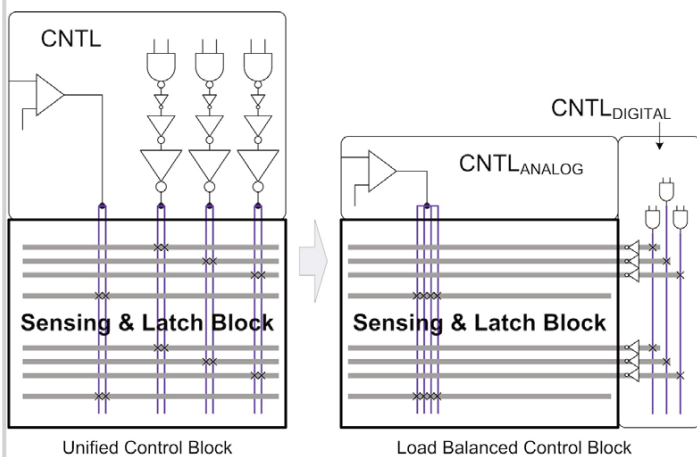 CNTL
Sensing & Latch Block
Unified Control Block
CNTLDIGITAL
CNTLANALOG
Sensing & Latch Block
Load Balanced Control Block